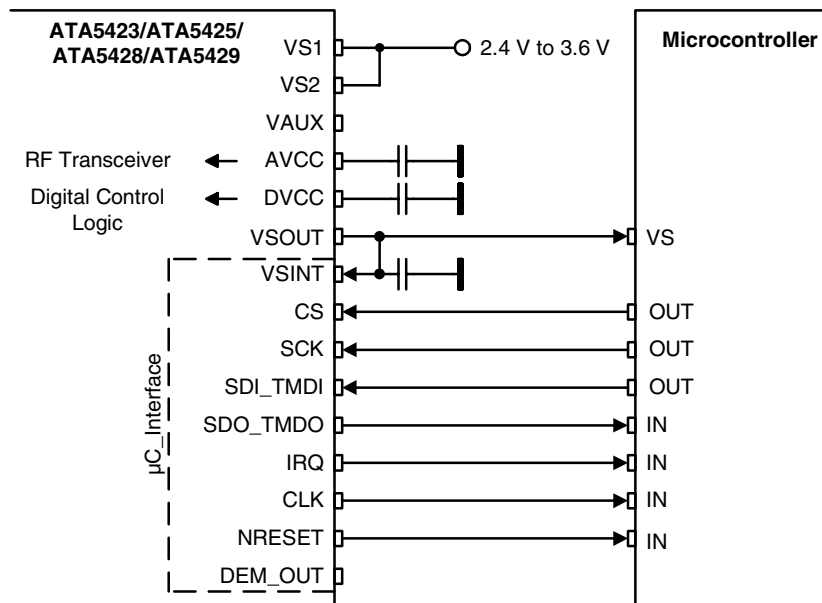 ATA5423/ATA5425/
ATA5428/ATA5429
Microcontroller
VS1
2.4 V to 3.6 V
VS2
VAUX
RF Transceiver
AVCC
Digital Control
Logic
DVCC
VSOUT
VS
VSINT
CS
OUT
SCK
OUT
SDI_TMDI
OUT
µC_Interface
SDO_TMDO
IN
IRQ
IN
CLK
IN
NRESET
IN
DEM_OUT